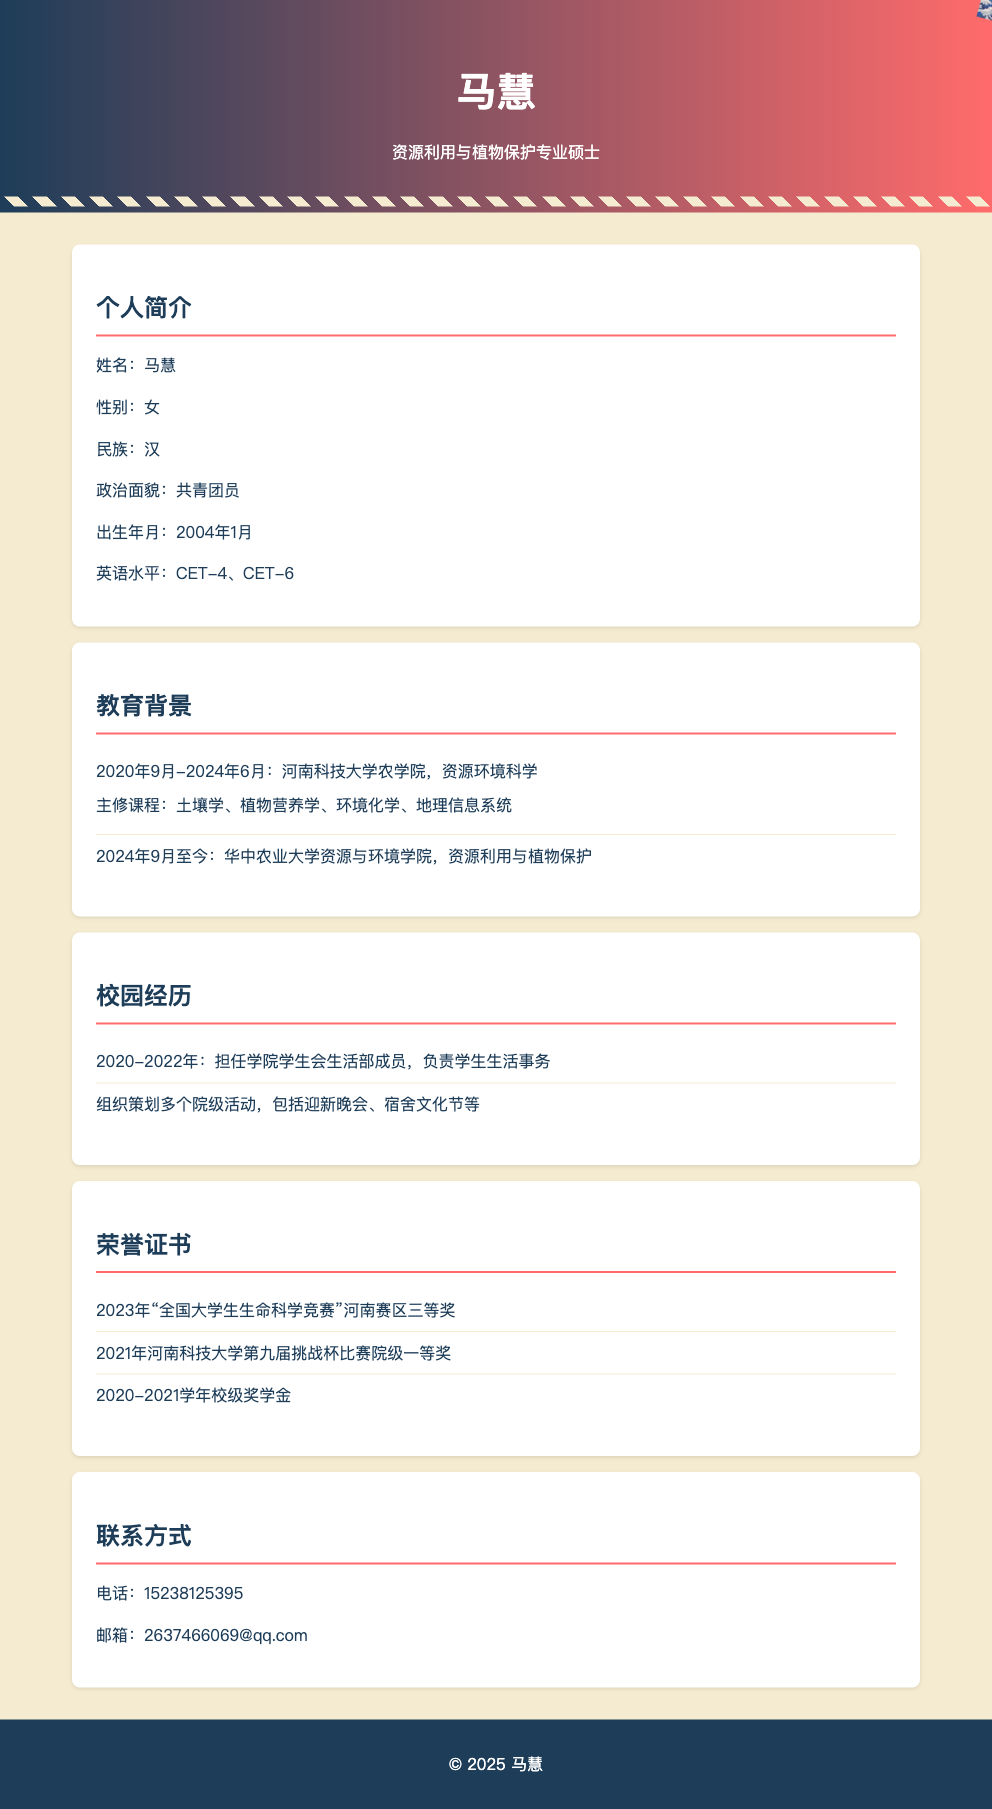 马慧
资源利用与植物保护专业硕士
个人简介
姓名：马慧
性别：女
民族：汉
政治面貌：共青团员
出生年月：2004年1月
英语水平：CET-4、CET-6
教育背景
2020年9月-2024年6月：河南科技大学农学院，资源环境科学
主修课程：土壤学、植物营养学、环境化学、地理信息系统
2024年9月至今：华中农业大学资源与环境学院，资源利用与植物保护
校园经历
2020-2022年：担任学院学生会生活部成员，负责学生生活事务
组织策划多个院级活动，包括迎新晚会、宿舍文化节等
荣誉证书
2023年“全国大学生生命科学竞赛”河南赛区三等奖
2021年河南科技大学第九届挑战杯比赛院级一等奖
2020-2021学年校级奖学金
联系方式
电话：15238125395
邮箱：2637466069@qq.com
© 2025 马慧